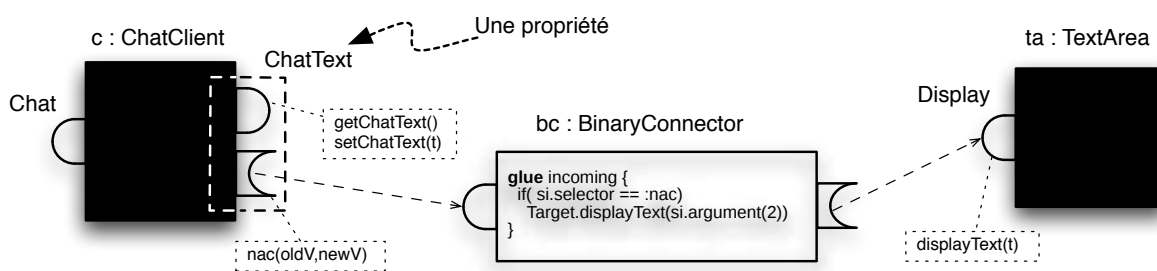 Une propriété
c : ChatClient
ta : TextArea
ChatText
Chat
Display
getChatText()
setChatText(t)
bc : BinaryConnector
glue incoming {
if( si.selector == :nac)
Target.displayText(si.argument(2))
}
nac(oldV,newV)
displayText(t)